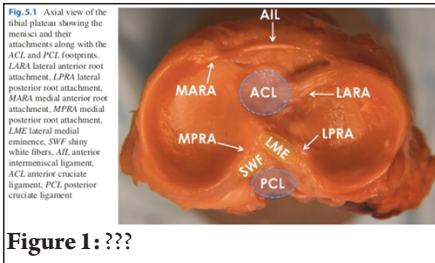 Fig. 5.1 Axial view of the
tibial plateau showing the
menisci and their
attachments along with the
ACL and PCL footprints.
LARA lateral anterior root
attachment, LPRA lateral
posterior root attachment,
MARA medial anterior root
attachment, MPRA medial
posterior root attachment,
LME lateral medial
eminence, SWF shiny
white fibers, AIL anterior
intermeniscal ligament,
ACL anterior cruciate
ligament, PCL posterior
cruciate ligament
AIL
MARA
ACL
LARA
MPRA
LME
LPRA
SWF
PCL
Figure 1: ???